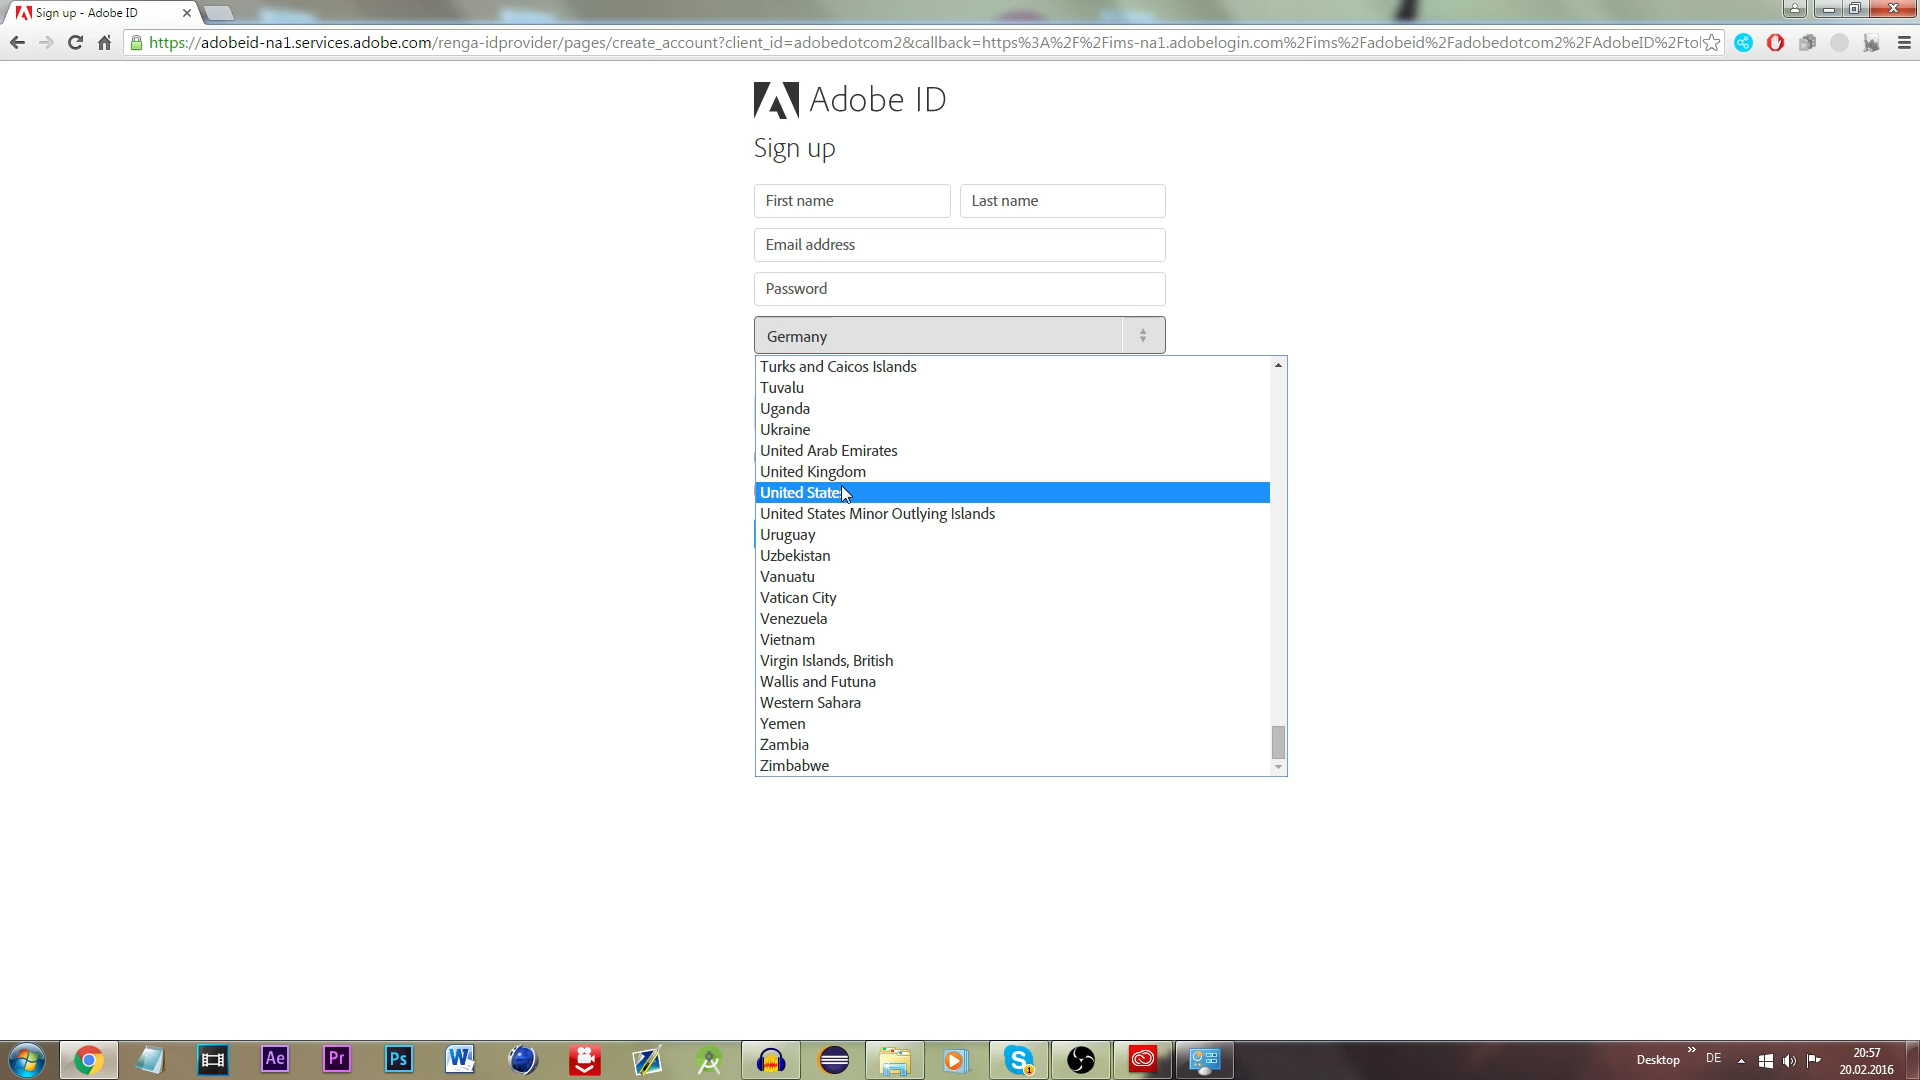 Sign up - Adobe ID
https://adobeid-na1.services.adobe.com/renga-idprovider/pages/create_account?client_id=adobedotcom2&callback=https%3A%2F%2Fims-na1.adobelogin.com%2Fims%2Fadobeid%2Fadobedotcom2%2FAdobeID%2Fto
Adobe ID
Sign up
First name
Last name
Email address
Password
Germany
Turks and Caicos Islands
Tuvalu
Uganda
Ukraine
United Arab Emirates
United Kingdom
United States
United States Minor Outlying Islands
Uruguay
Uzbekistan
Vanuatu
Vatican City
Venezuela
Vietnam
Virgin Islands, British
Wallis and Futuna
Western Sahara
Yemen
Zambia
Zimbabwe
Ae
Pr
Ps
W
S
1
Desktop
DE
20:57
20.02.2016